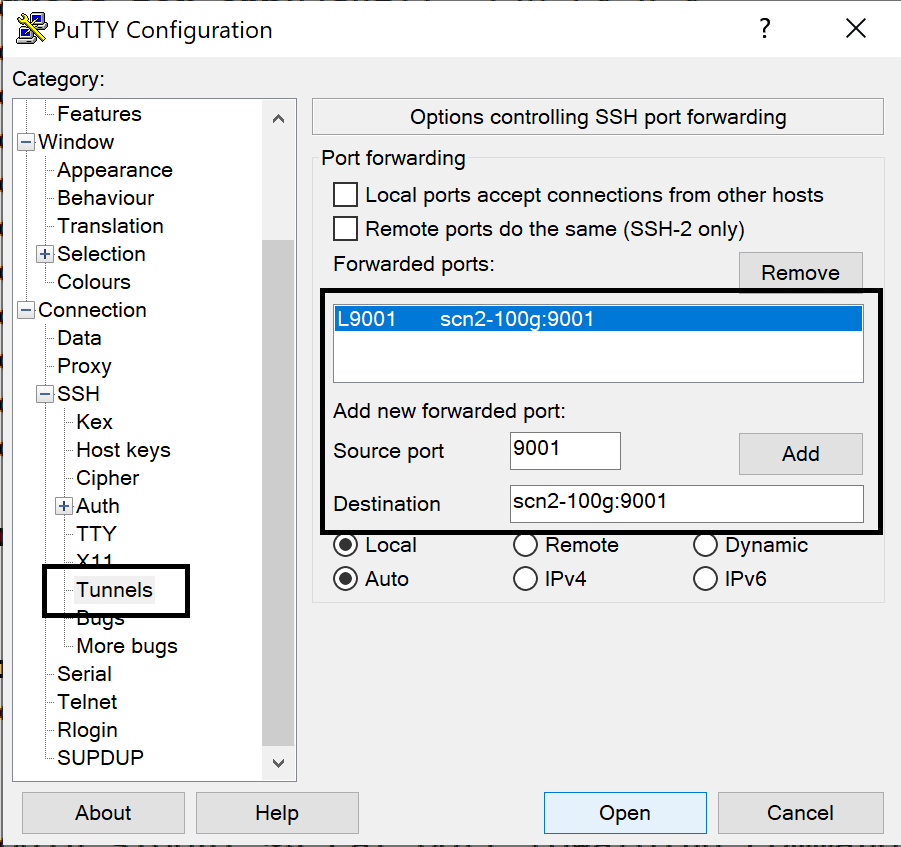 PuTTY Configuration
?
Category:
Features
Window
Appearance
Behaviour
Translation
Selection
Colours
Connection
Data
Proxy
SSH
Kex
Host keys
Cipher
Auth
TTY
X11
Tunnels
Bugs
More bugs
Serial
Telnet
Rlogin
SUPDUP
Options controlling SSH port forwarding
Port forwarding
Local ports accept connections from other hosts
Remote ports do the same (SSH-2 only)
Forwarded ports:
Remove
L9001 scn2-100g:9001
Add new forwarded port:
Source port 9001 Add
Destination scn2-100g:9001
Local Remote Dynamic
Auto IPv4 IPv6
About Help Open Cancel